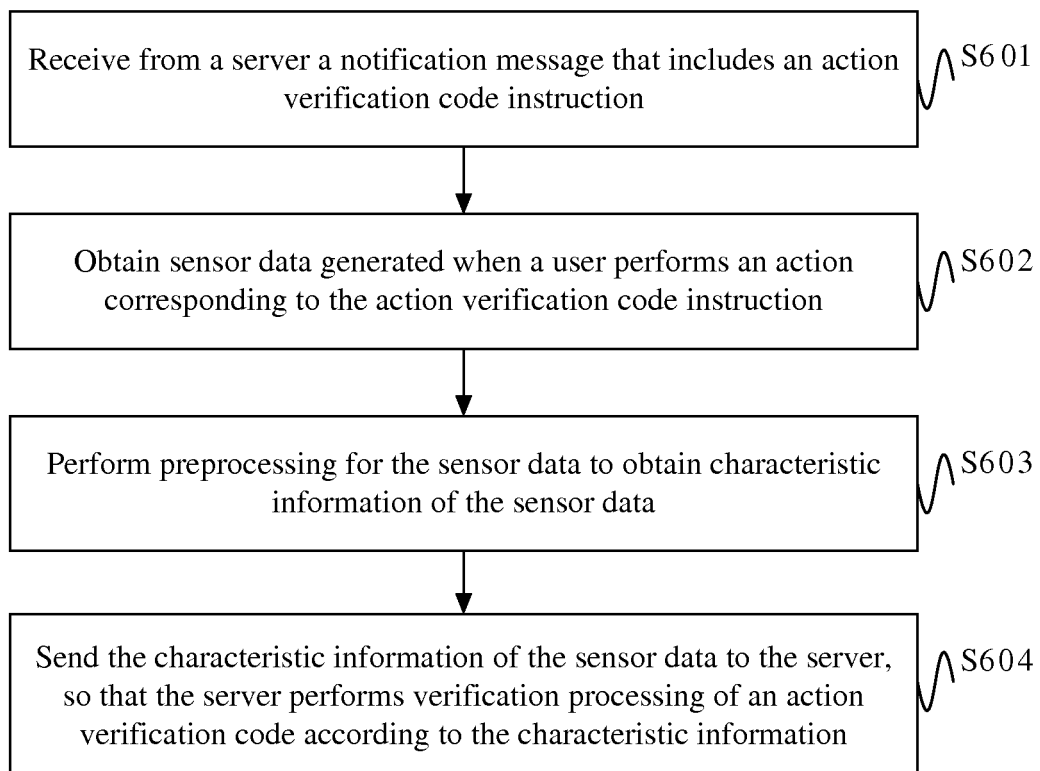 Receive from a server a notification message that includes an action
verification code instruction
S601
Obtain sensor data generated when a user performs an action
corresponding to the action verification code instruction
S602
Perform preprocessing for the sensor data to obtain characteristic
information of the sensor data
S603
Send the characteristic information of the sensor data to the server,
so that the server performs verification processing of an action
verification code according to the characteristic information
S604